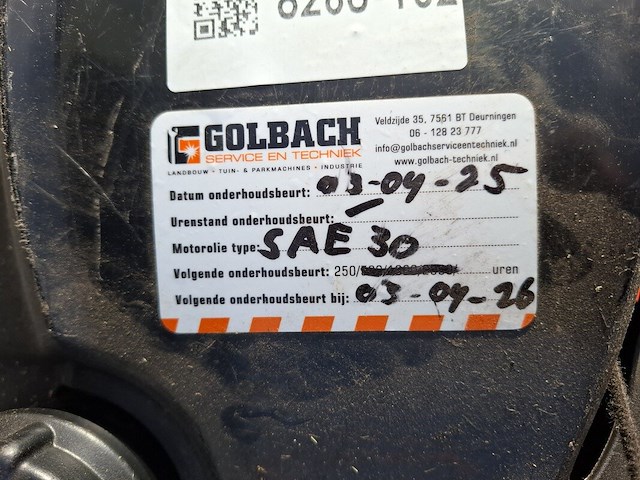 GOLBACH
SERVICE EN TECHNIEK
LANDBOUW - TUIN- & PARKMACHINES - INDUSTRIE
Veldzijde 35, 7561 BT Deurningen
06 - 128 23 777
info@golbachserviceentechniek.nl
www.golbach-techniek.nl
Datum onderhoudsbeurt: 03-04-25
Urenstand onderhoudsbeurt: —
Motorolie type: SAE 30
Volgende onderhoudsbeurt: 250/ uren
Volgende onderhoudsbeurt bij: 03-04-26